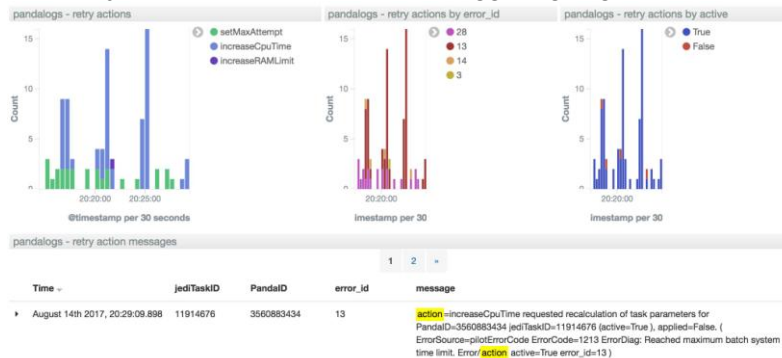 pandalogs - retry actions
15
10
5
0
Count
20:20:00 20:25:00
@timestamp per 30 seconds
setMaxAttempt
increaseCpuTime
increaseRAMLimit
pandalogs - retry actions by error_id
15
10
5
0
Count
20:20:00
imestamp per 30
28
13
14
3
pandalogs - retry actions by active
15
10
5
0
Count
20:20:00
imestamp per 30
True
False
pandalogs - retry action messages
1 2 »
Time jediTaskID PandaID error_id message
August 14th 2017, 20:29:09.898 11914676 3560883434 13 action=increaseCpuTime requested recalculation of task parameters for
PandaID=3560883434 jediTaskID=11914676 (active=True ), applied=False. (
ErrorSource=pilotErrorCode ErrorCode=1213 ErrorDiag: Reached maximum batch system
time limit. Error/action active=True error_id=13 )